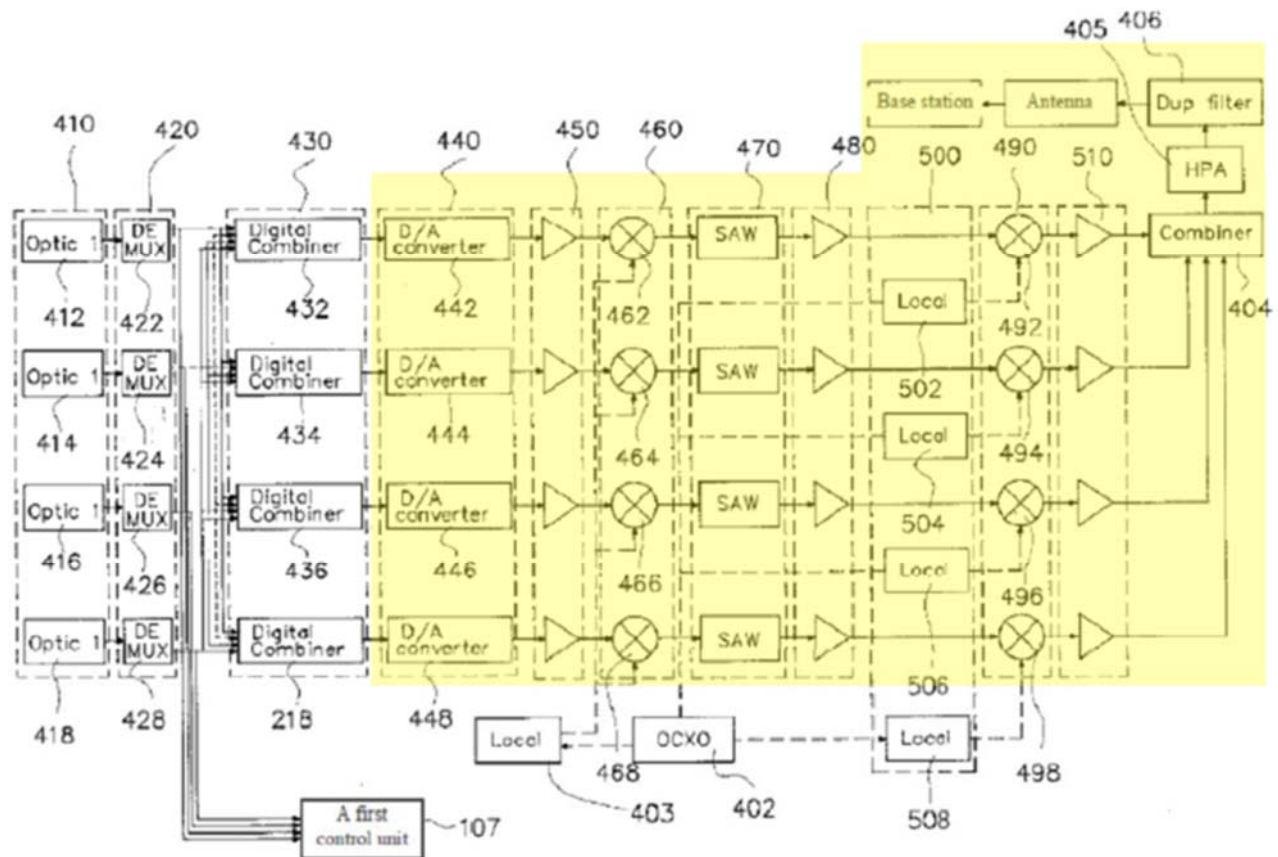 406
405
Base station
Antenna
Dup filter
410
420
430
440
450
460
470
480
500
490
510
HPA
Optic 1
DE
MUX
Digital
Combiner
D/A
converter
SAW
Combiner
412
422
432
442
462
Local
492
404
Optic 1
DE
MUX
Digital
Combiner
D/A
converter
SAW
502
414
424
434
444
464
Local
494
Optic 1
DE
MUX
Digital
Combiner
D/A
converter
SAW
504
416
426
436
446
466
Local
496
Optic 1
DE
MUX
Digital
Combiner
D/A
converter
SAW
506
418
428
218
448
Local
468
OCXO
Local
498
403
402
508
A first
control unit
107